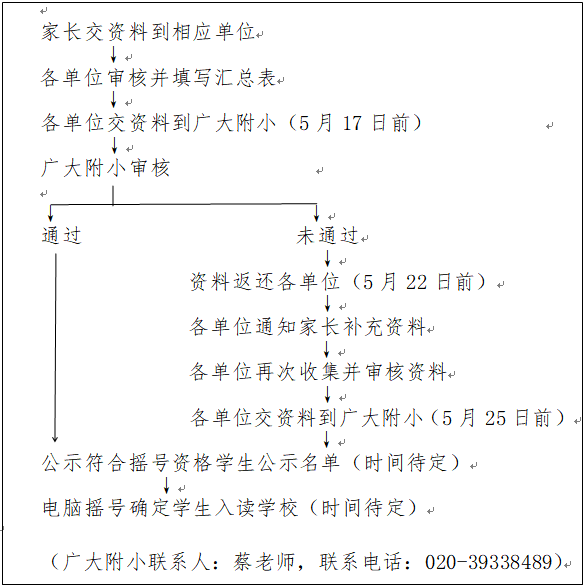 家长交资料到相应单位
各单位审核并填写汇总表
各单位交资料到广大附小（5月17日前）
广大附小审核
通过 未通过
资料返还各单位（5月22日前）
各单位通知家长补充资料
各单位再次收集并审核资料
各单位交资料到广大附小（5月25日前）
公示符合摇号资格学生公示名单（时间待定）
电脑摇号确定学生入读学校（时间待定）
（广大附小联系人：蔡老师，联系电话：020-39338489）